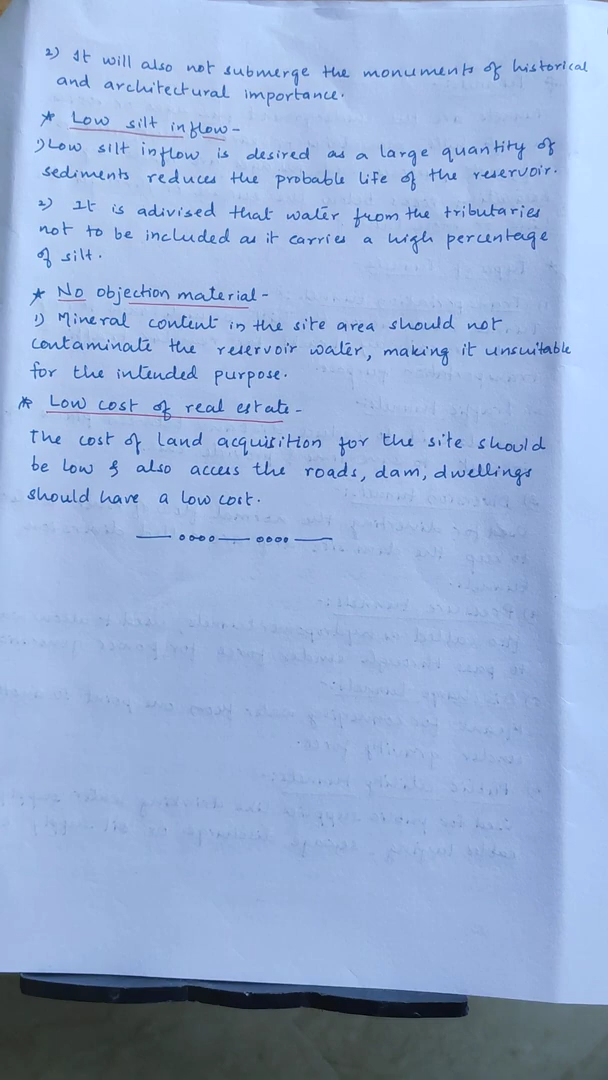 2) It will also not submerge the monuments of historical
and architectural importance.
* Low silt inflow -
1) Low silt inflow is desired as a large quantity of
sediments reduces the probable life of the reservoir.
2) It is adivised that water from the tributaries
not to be included as it carries a high percentage
of silt.
* No objection material -
1) Mineral content in the site area should not
contaminate the reservoir water, making it unsuitable
for the intended purpose.
* Low cost of real estate -
The cost of land acquisition for the site should
be low & also access the roads, dam, dwellings
should have a low cost.